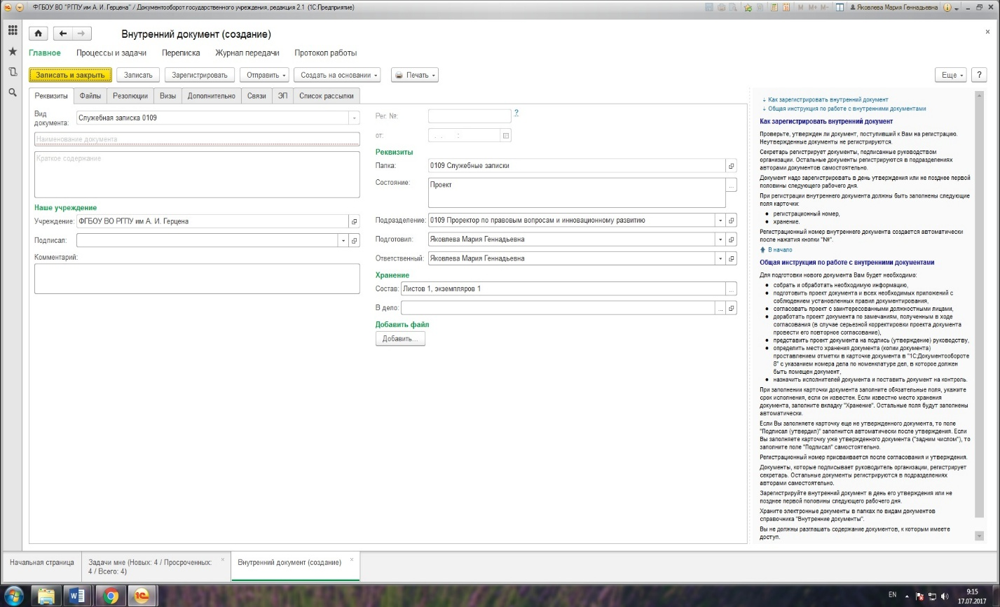 ФГБОУ ВО "РГПУ им А. И. Герцена" / Документооборот государственного учреждения, редакция 2.1 (1С:Предприятие)
M M+ M-
Яковлева Мария Геннадьевна
Внутренний документ (создание)
Главное Процессы и задачи Переписка Журнал передачи Протокол работы
Записать и закрыть Записать Зарегистрировать Отправить Создать на основании Печать Еще ?
Реквизиты Файлы Резолюции Визы Дополнительно Связи ЭП Список рассылки
Вид
документа: Служебная записка 0109
Наименование документа
Краткое содержание
Наше учреждение
Учреждение: ФГБОУ ВО РГПУ им А. И. Герцена
Подписал:
Комментарий:
Рег. №: ?
от: . . :
Реквизиты
Папка: 0109 Служебные записки
Состояние: Проект ...
Подразделение: 0109 Проректор по правовым вопросам и инновационному развитию
Подготовил: Яковлева Мария Геннадьевна
Ответственный: Яковлева Мария Геннадьевна
Хранение
Состав: Листов 1, экземпляров 1 ...
В дело: ...
Добавить файл
Добавить...
Как зарегистрировать внутренний документ
Общая инструкция по работе с внутренними документами
Как зарегистрировать внутренний документ
Проверьте, утвержден ли документ, поступивший к Вам на регистрацию.
Неутвержденные документы не регистрируются.
Секретарь регистрирует документы, подписанные руководством
организации. Остальные документы регистрируются в подразделениях
авторами документов самостоятельно.
Документ надо зарегистрировать в день утверждения или не позднее первой
половины следующего рабочего дня.
При регистрации внутреннего документа должны быть заполнены следующие
поля карточки:
• регистрационный номер,
• хранение.
Регистрационный номер внутреннего документа создается автоматически
после нажатия кнопки "№".
В начало
Общая инструкция по работе с внутренними документами
Для подготовки нового документа Вам будет необходимо:
• собрать и обработать необходимую информацию,
• подготовить проект документа и всех необходимых приложений с
соблюдением установленных правил документирования,
• согласовать проект с заинтересованными должностными лицами,
• доработать проект документа по замечаниям, полученным в ходе
согласования (в случае серьезной корректировки проекта документа
провести его повторное согласование),
• представить проект документа на подпись (утверждение) руководству,
• определить место хранения документа (копии документа)
проставлением отметки в карточке документа в "1С:Документообороте
8" с указанием номера дела по номенклатуре дел, в которое должен
быть помещен документ,
• назначить исполнителей документа и поставить документ на контроль.
При заполнении карточки документа заполните обязательные поля, укажите
срок исполнения, если он известен. Если известно место хранения
документа, заполните вкладку "Хранение". Остальные поля будут заполнены
автоматически.
Если Вы заполняете карточку еще не утвержденного документа, то поле
"Подписал (утвердил)" заполнится автоматически после утверждения. Если
Вы заполняете карточку уже утвержденного документа ("задним числом"), то
заполните поле "Подписал" самостоятельно.
Регистрационный номер присваивается после согласования и утверждения.
Документы, которые подписывает руководитель организации, регистрирует
секретарь. Остальные документы регистрируются в подразделениях
авторами самостоятельно.
Зарегистрируйте внутренний документ в день его утверждения или не
позднее первой половины следующего рабочего дня.
Храните электронные документы в папках по видам документов
справочника "Внутренние документы".
Вы не должны разглашать содержание документов, к которым имеете
доступ.
Начальная страница
Задачи мне (Новых: 4 / Просроченных:
4 / Всего: 4)
Внутренний документ (создание)
EN
9:15
17.07.2017